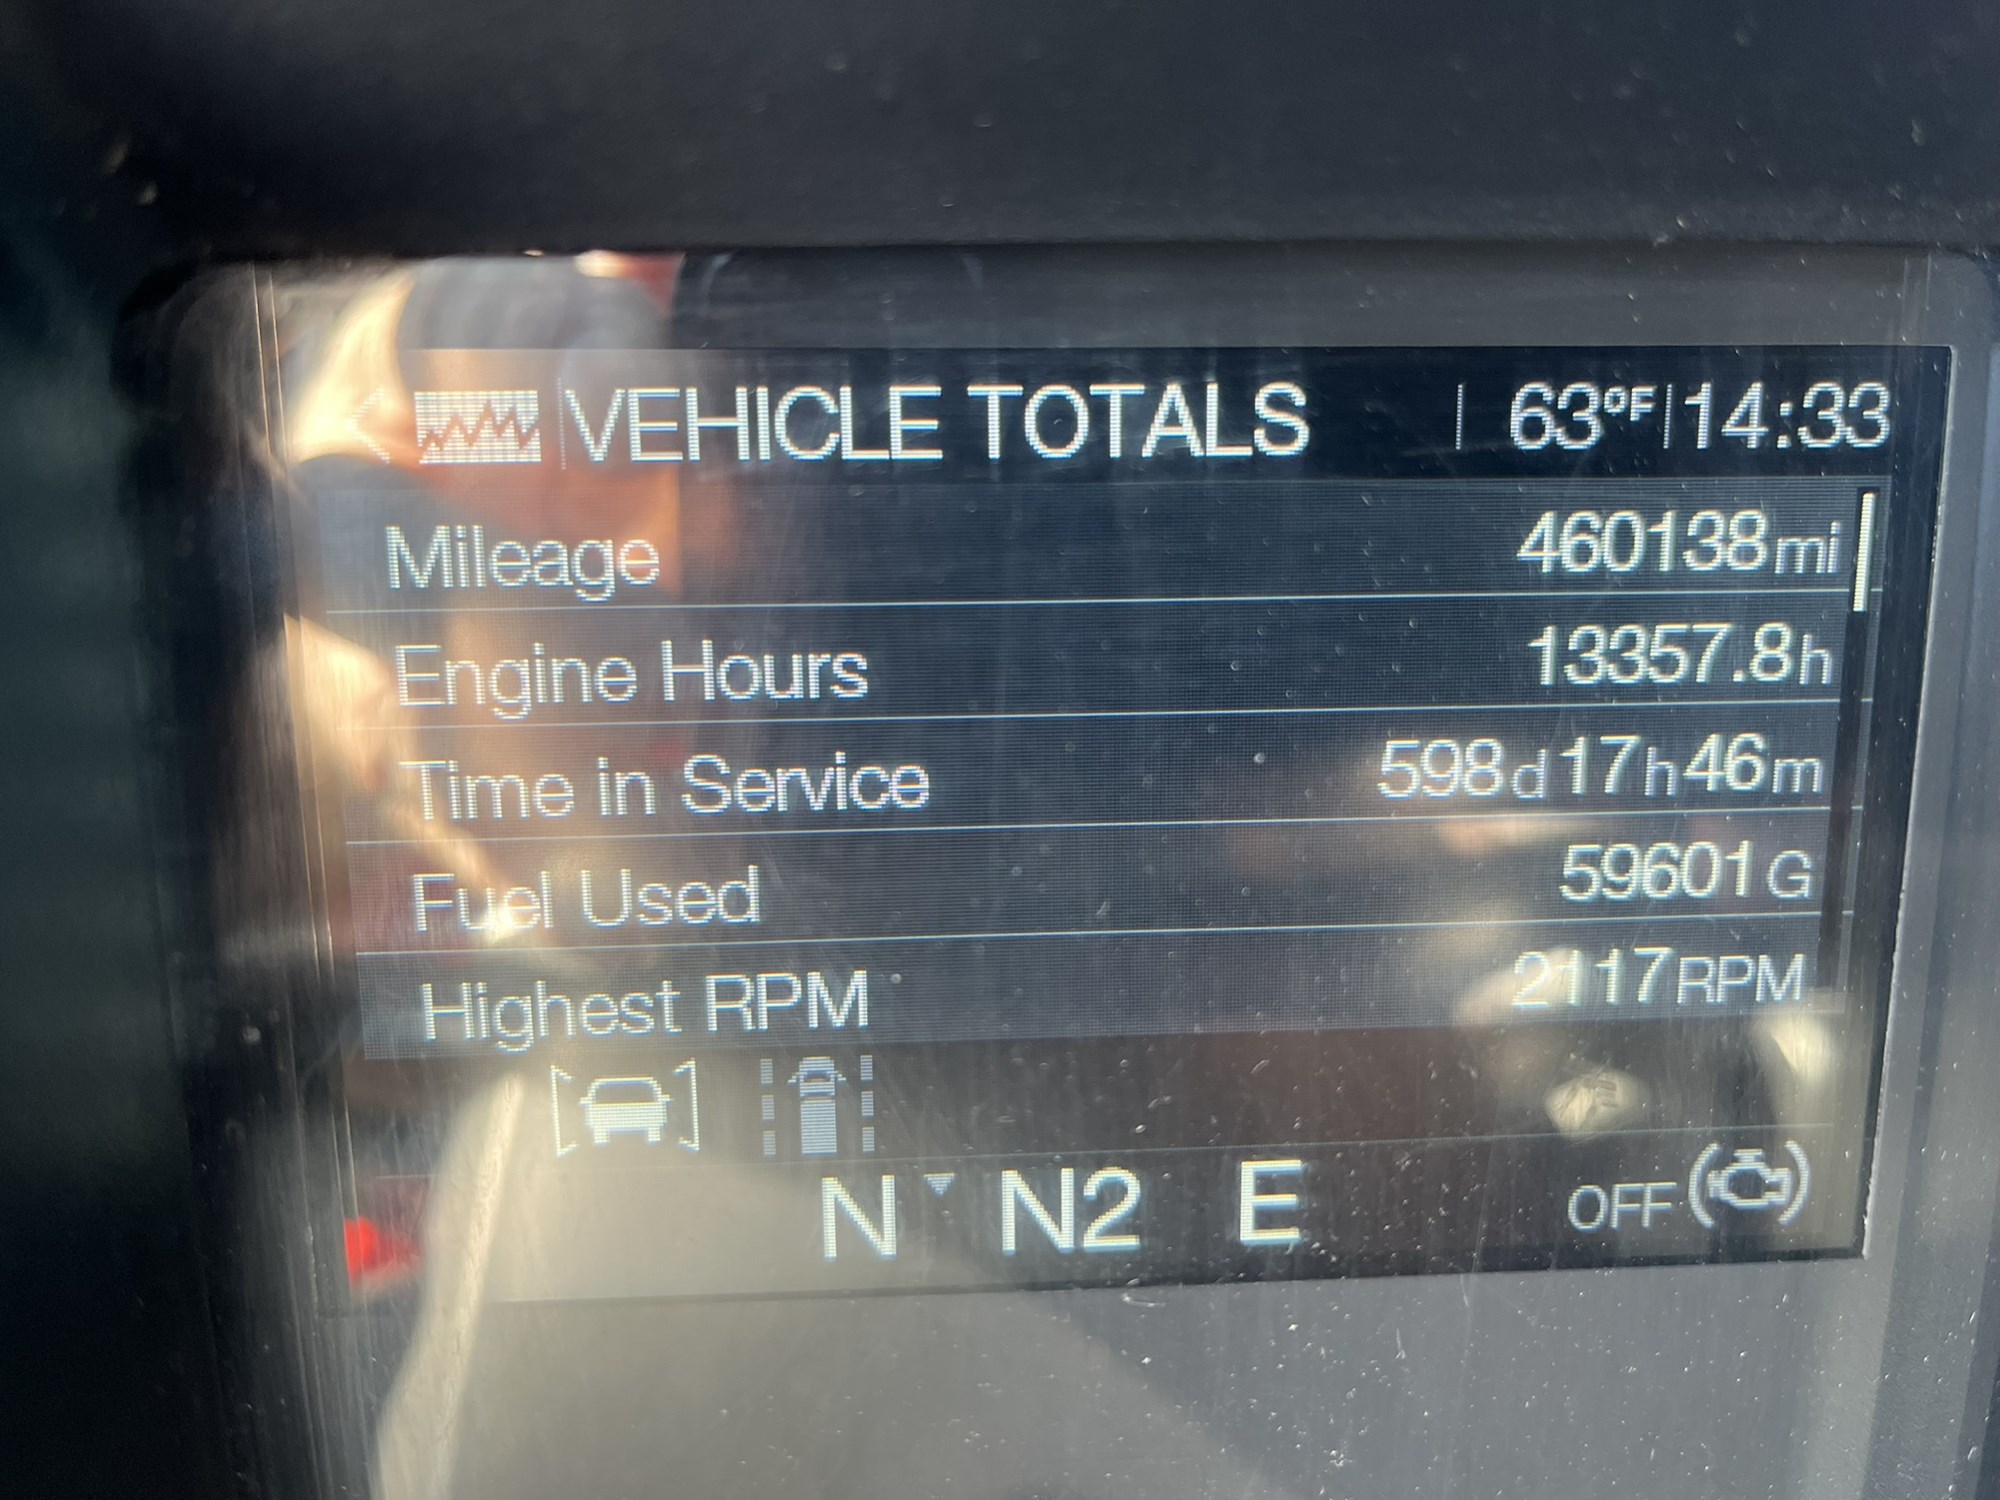 VEHICLE TOTALS 63°F 14:33
Mileage 460138 mi
Engine Hours 13357.8 h
Time in Service 598 d 17 h 46 m
Fuel Used 59601 G
Highest RPM 2117 RPM
N N2 E OFF